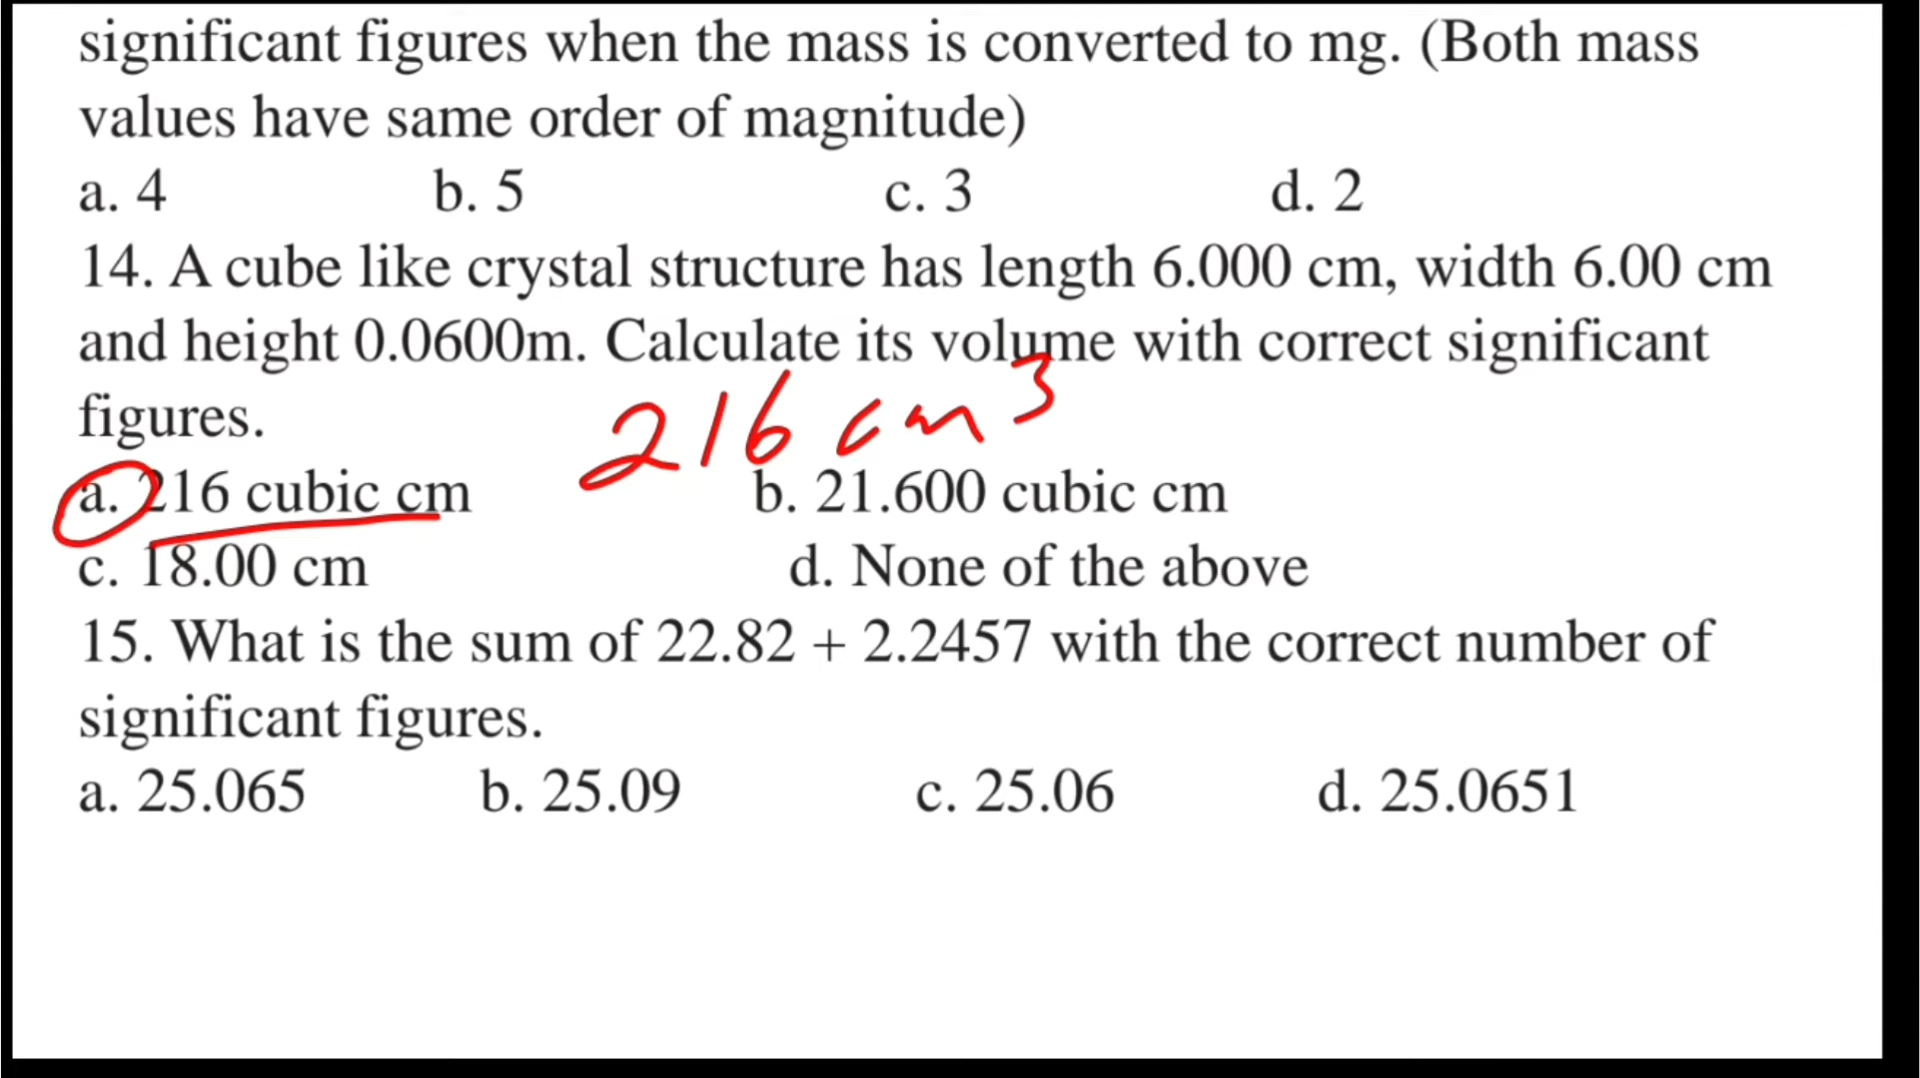 significant figures when the mass is converted to mg. (Both mass
values have same order of magnitude)
a. 4 b. 5 c. 3 d. 2
14. A cube like crystal structure has length 6.000 cm, width 6.00 cm
and height 0.0600m. Calculate its volume with correct significant
figures.
216 cm³
a. 216 cubic cm b. 21.600 cubic cm
c. 18.00 cm d. None of the above
15. What is the sum of 22.82 + 2.2457 with the correct number of
significant figures.
a. 25.065 b. 25.09 c. 25.06 d. 25.0651